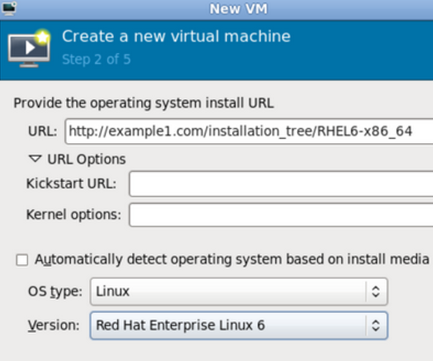 New VM
Create a new virtual machine
Step 2 of 5
Provide the operating system install URL
URL: http://example1.com/installation_tree/RHEL6-x86_64
URL Options
Kickstart URL:
Kernel options:
Automatically detect operating system based on install media
OS type: Linux
Version: Red Hat Enterprise Linux 6